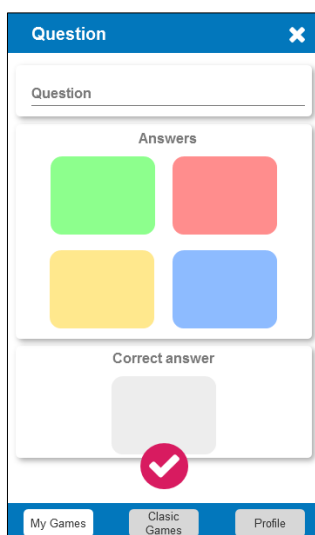 Question
Question
Answers
Correct answer
My Games
Clasic
Games
Profile